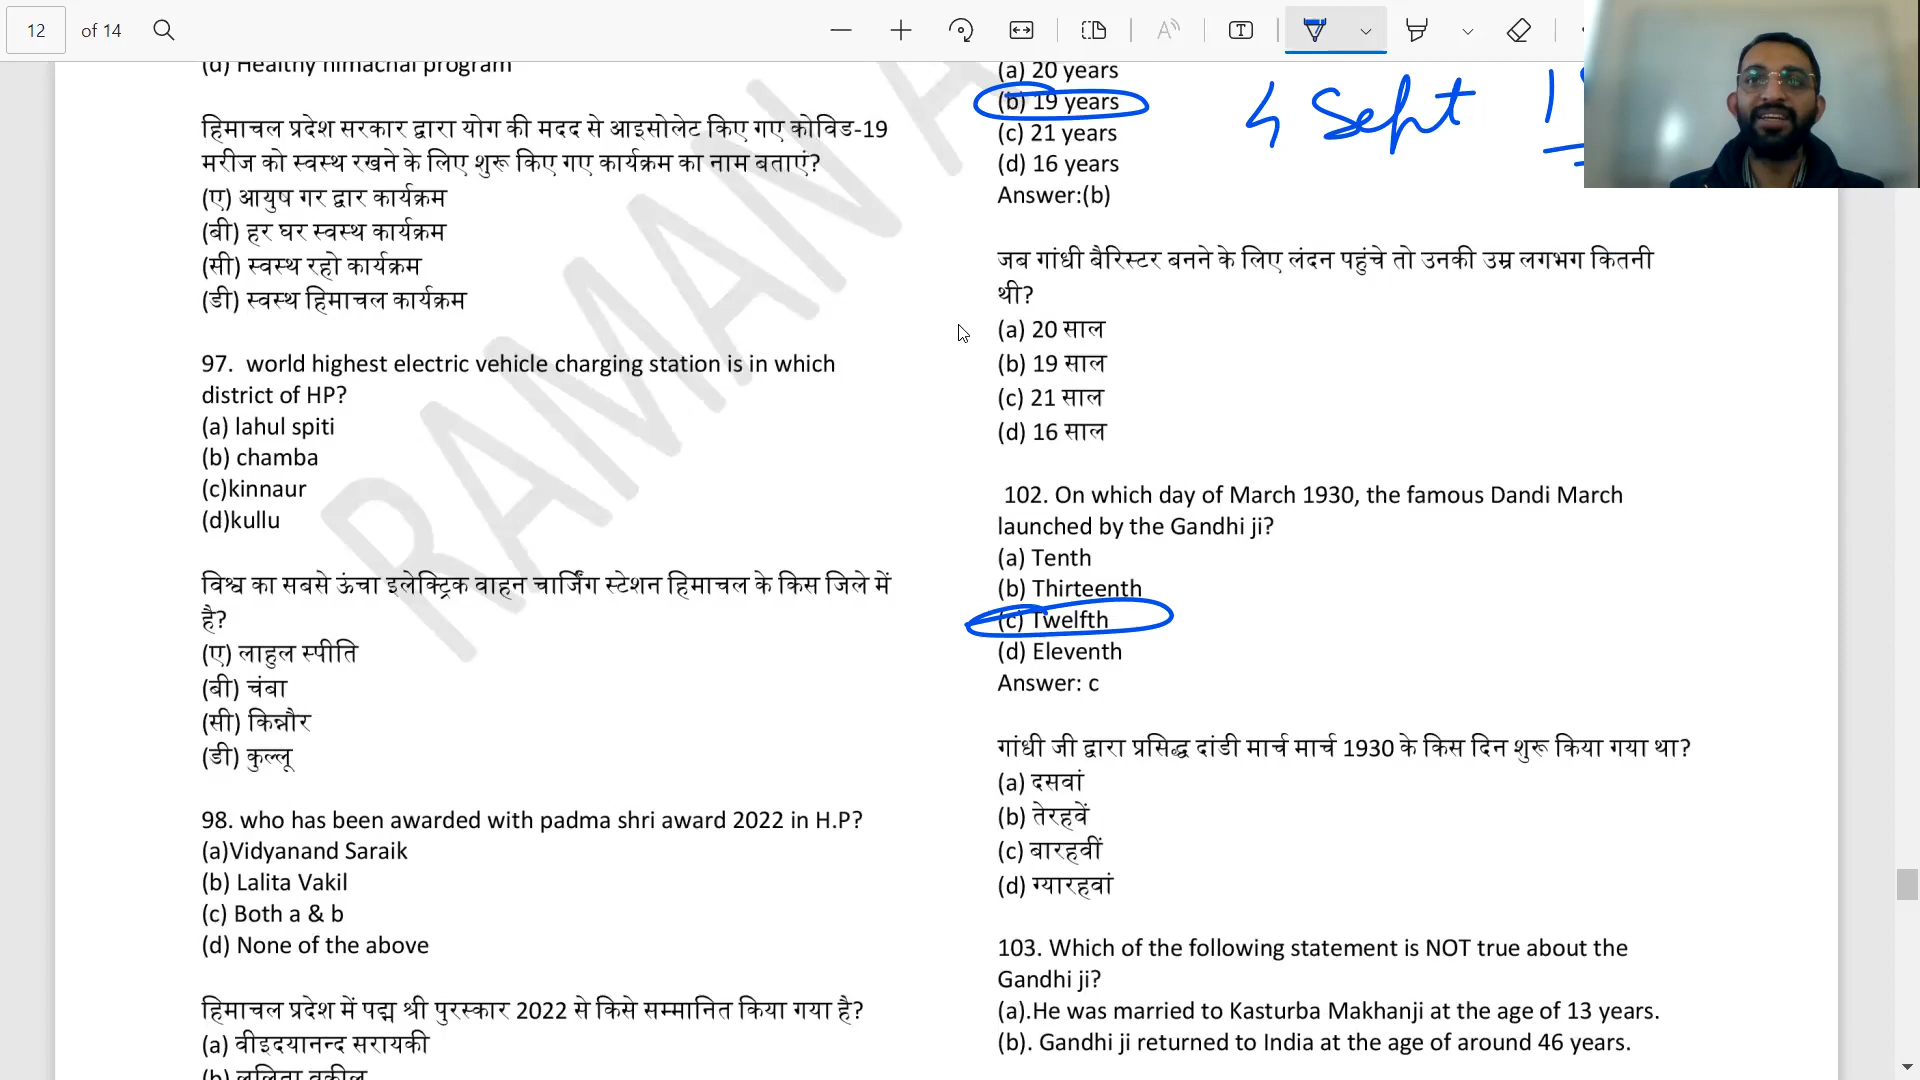 12 of 14
(d) Healthy himachal program
हिमाचल प्रदेश सरकार द्वारा योग की मदद से आइसोलेट किए गए कोविड-19
मरीज को स्वस्थ रखने के लिए शुरू किए गए कार्यक्रम का नाम बताएं?
(ए) आयुष गर द्वार कार्यक्रम
(बी) हर घर स्वस्थ कार्यक्रम
(सी) स्वस्थ रहो कार्यक्रम
(डी) स्वस्थ हिमाचल कार्यक्रम
97. world highest electric vehicle charging station is in which
district of HP?
(a) lahul spiti
(b) chamba
(c)kinnaur
(d)kullu
विश्व का सबसे ऊंचा इलेक्ट्रिक वाहन चार्जिंग स्टेशन हिमाचल के किस जिले में
है?
(ए) लाहुल स्पीति
(बी) चंबा
(सी) किन्नौर
(डी) कुल्लू
98. who has been awarded with padma shri award 2022 in H.P?
(a)Vidyanand Saraik
(b) Lalita Vakil
(c) Both a & b
(d) None of the above
हिमाचल प्रदेश में पद्म श्री पुरस्कार 2022 से किसे सम्मानित किया गया है?
(a) वीइदयानन्द सरायकी
(b) ललिता वकील
(a) 20 years
(b) 19 years
(c) 21 years
(d) 16 years
Answer:(b)
4 Sept
जब गांधी बैरिस्टर बनने के लिए लंदन पहुंचे तो उनकी उम्र लगभग कितनी
थी?
(a) 20 साल
(b) 19 साल
(c) 21 साल
(d) 16 साल
102. On which day of March 1930, the famous Dandi March
launched by the Gandhi ji?
(a) Tenth
(b) Thirteenth
(c) Twelfth
(d) Eleventh
Answer: c
गांधी जी द्वारा प्रसिद्ध दांडी मार्च मार्च 1930 के किस दिन शुरू किया गया था?
(a) दसवां
(b) तेरहवें
(c) बारहवीं
(d) ग्यारहवां
103. Which of the following statement is NOT true about the
Gandhi ji?
(a).He was married to Kasturba Makhanji at the age of 13 years.
(b). Gandhi ji returned to India at the age of around 46 years.
RAMAN A